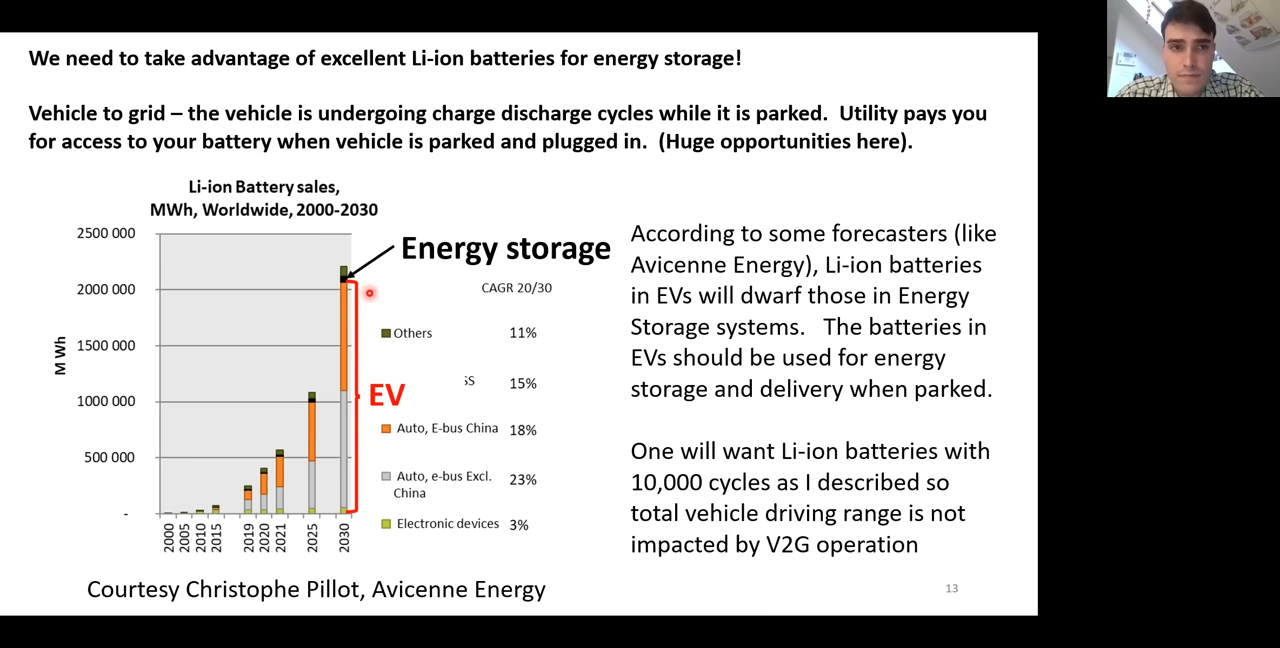 We need to take advantage of excellent Li-ion batteries for energy storage!
Vehicle to grid – the vehicle is undergoing charge discharge cycles while it is parked.  Utility pays you
for access to your battery when vehicle is parked and plugged in.  (Huge opportunities here).
Li-ion Battery sales,
MWh, Worldwide, 2000-2030
2500 000
2000 000
1500 000
1000 000
500 000
-
M Wh
2000
2005
2010
2015
2019
2020
2021
2025
2030
Energy storage
EV
CAGR 20/30
Others 11%
SS 15%
Auto, E-bus China 18%
Auto, e-bus Excl. 23%
China
Electronic devices 3%
According to some forecasters (like
Avicenne Energy), Li-ion batteries
in EVs will dwarf those in Energy
Storage systems.   The batteries in
EVs should be used for energy
storage and delivery when parked.
One will want Li-ion batteries with
10,000 cycles as I described so
total vehicle driving range is not
impacted by V2G operation
Courtesy Christophe Pillot, Avicenne Energy
13